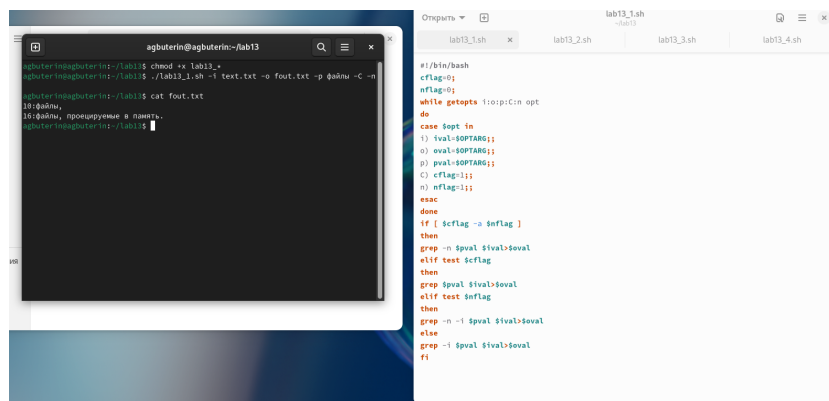 agbuterin@agbuterin:~/lab13
agbuterin@agbuterin:~/lab13$ chmod +x lab13_*
agbuterin@agbuterin:~/lab13$ ./lab13_1.sh -i text.txt -o fout.txt -p файлы -C -n
agbuterin@agbuterin:~/lab13$ cat fout.txt
10:файлы,
16:файлы, проецируемые в память.
agbuterin@agbuterin:~/lab13$
ия
Открыть
lab13_1.sh
~/lab13
lab13_1.sh
lab13_2.sh
lab13_3.sh
lab13_4.sh
#!/bin/bash
cflag=0;
nflag=0;
while getopts i:o:p:C:n opt
do
case $opt in
i) ival=$OPTARG;;
o) oval=$OPTARG;;
p) pval=$OPTARG;;
C) cflag=1;;
n) nflag=1;;
esac
done
if [ $cflag -a $nflag ]
then
grep -n $pval $ival>$oval
elif test $cflag
then
grep $pval $ival>$oval
elif test $nflag
then
grep -n -i $pval $ival>$oval
else
grep -i $pval $ival>$oval
fi